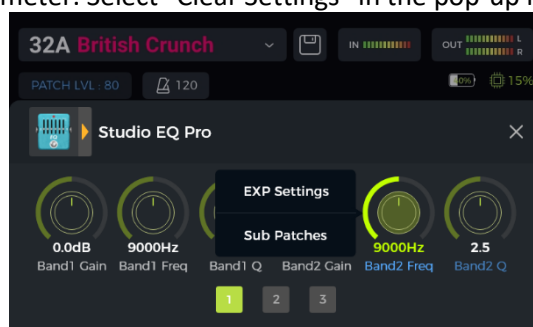 meter. Select "Clear Settings" in the pop-up
32A British Crunch
IN
OUT
L
R
PATCH LVL : 80
120
15%
Studio EQ Pro
EXP Settings
Sub Patches
0.0dB
9000Hz
9000Hz
2.5
Band1 Gain
Band1 Freq
Band1 Q
Band2 Gain
Band2 Freq
Band2 Q
1
2
3